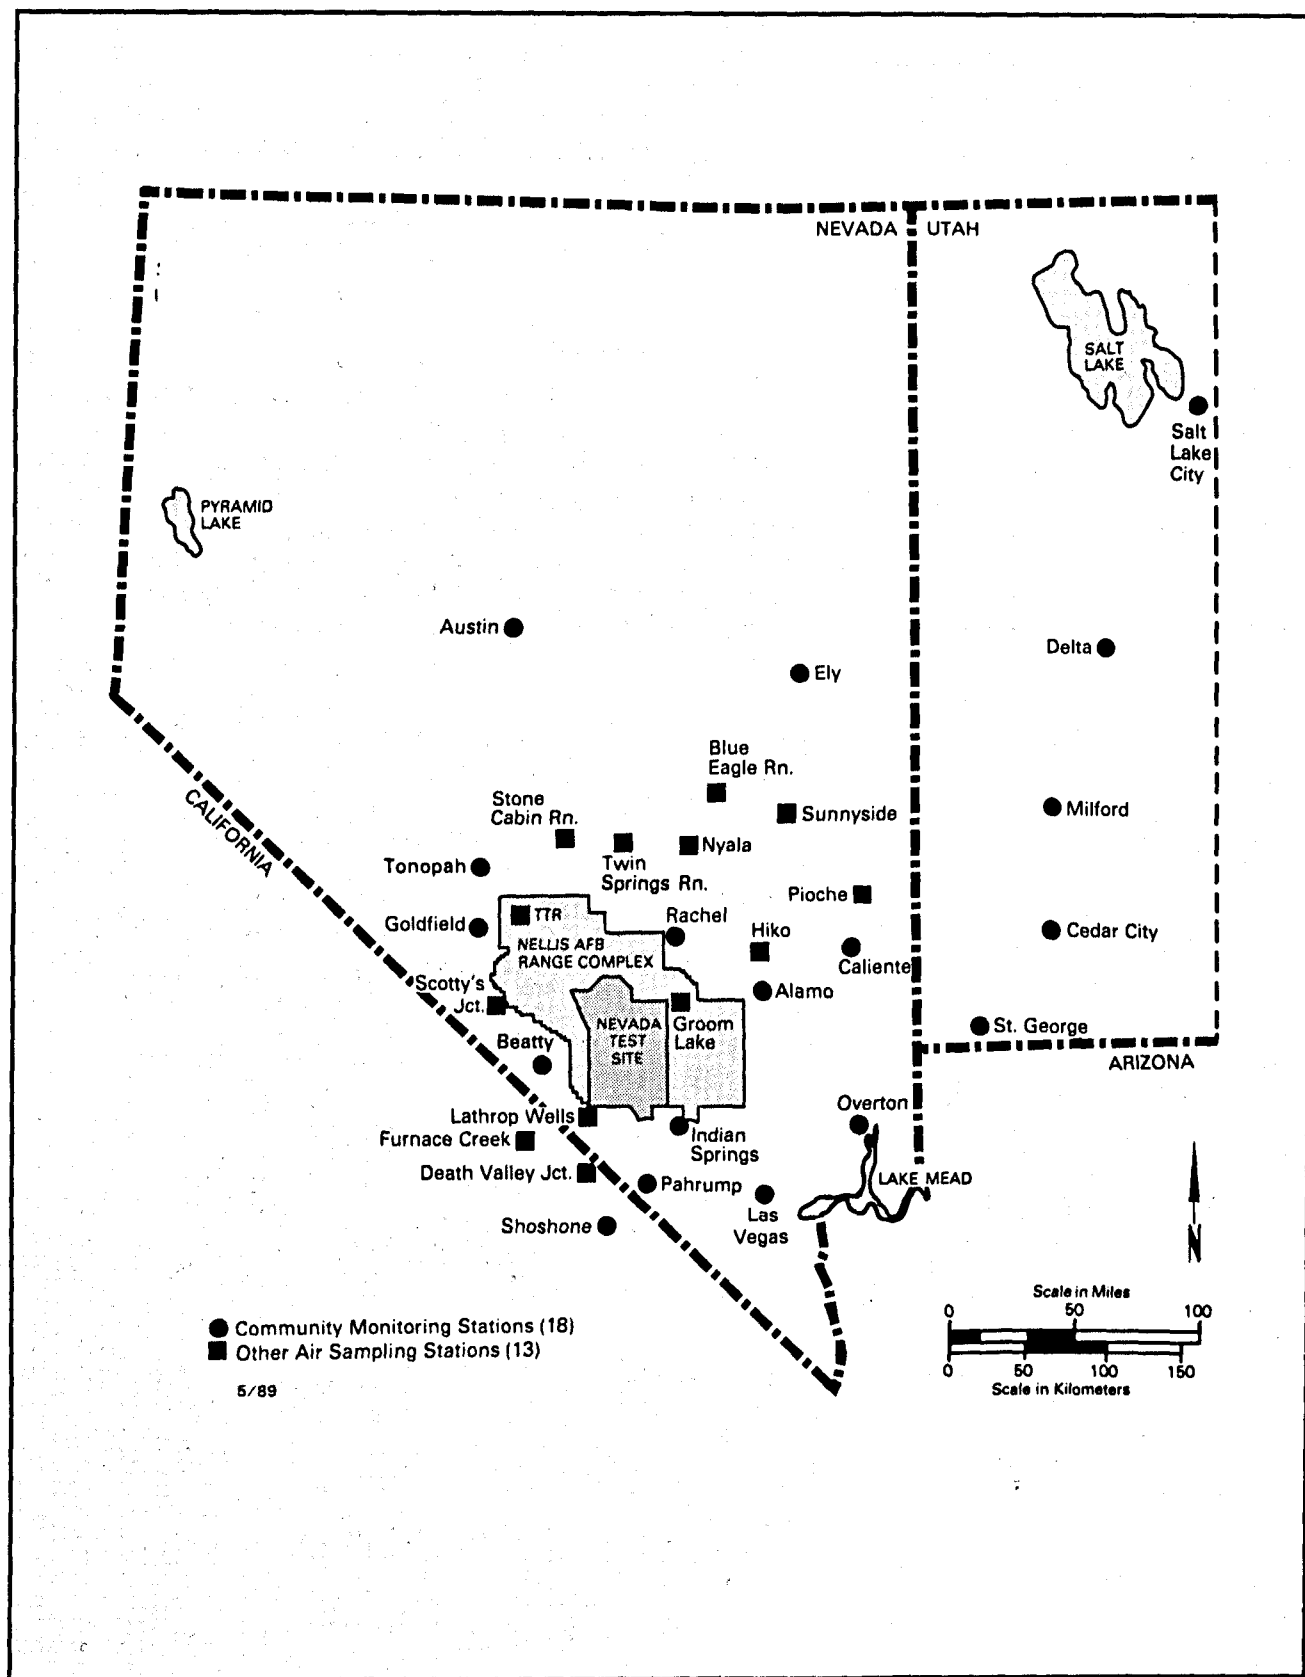 NEVADA
UTAH
SALT
LAKE
Salt
Lake
City
PYRAMID
LAKE
Austin
Delta
Ely
Blue
Eagle Rn.
CALIFORNIA
Stone
Cabin Rn.
Sunnyside
Milford
Nyala
Tonopah
Twin
Springs Rn.
Pioche
Goldfield
TTR
Rachel
Hiko
Cedar City
NELLIS AFB
RANGE COMPLEX
Caliente
Scotty's
Jct.
Alamo
NEVADA
TEST
SITE
Groom
Lake
St. George
Beatty
ARIZONA
Overton
Lathrop Wells
Furnace Creek
Indian
Springs
Death Valley Jct.
Pahrump
LAKE MEAD
Las
Vegas
Shoshone
N
Scale in Miles
0 50 100
0 50 100 150
Scale in Kilometers
Community Monitoring Stations (18)
Other Air Sampling Stations (13)
5/89